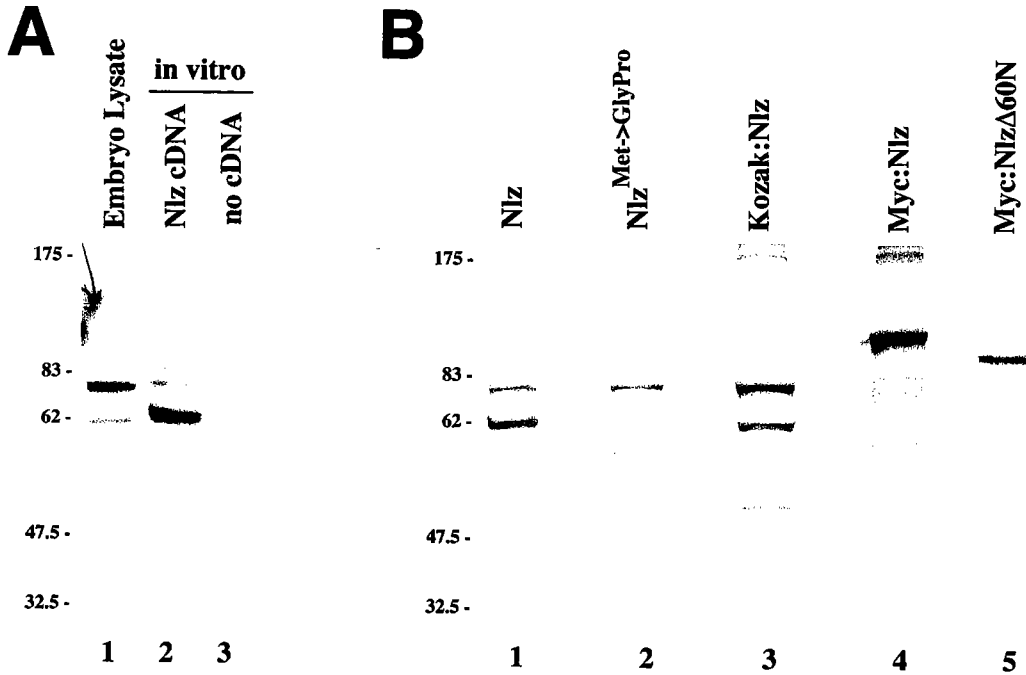 A
in vitro
Embryo Lysate
Nlz cDNA
no cDNA
175 -
83 -
62 -
47.5 -
32.5 -
1 2 3
B
Nlz
Nlz Met->GlyPro
Kozak:Nlz
Myc:Nlz
Myc:NlzΔ60N
175 -
83 -
62 -
47.5 -
32.5 -
1 2 3 4 5